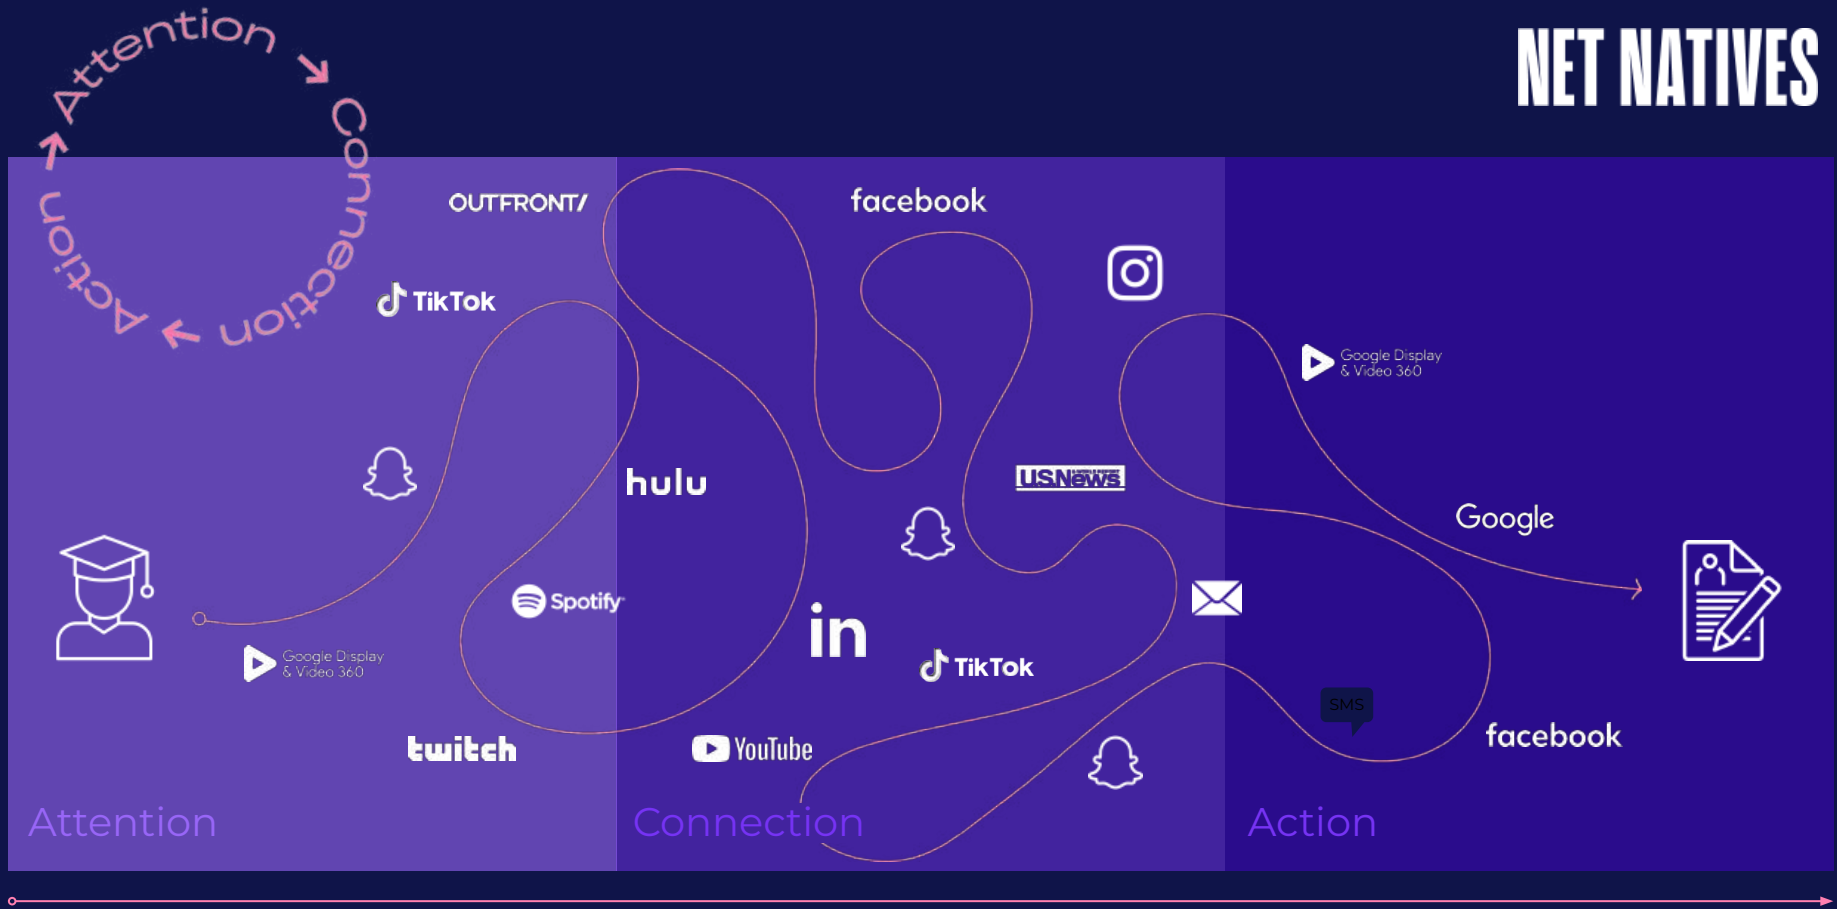 Attention
Connection
Action
NET NATIVES
OUTFRONT/
facebook
TikTok
Google Display
& Video 360
hulu
U.S.News
Google
Spotify
in
TikTok
Google Display
& Video 360
SMS
twitch
YouTube
facebook
Attention
Connection
Action